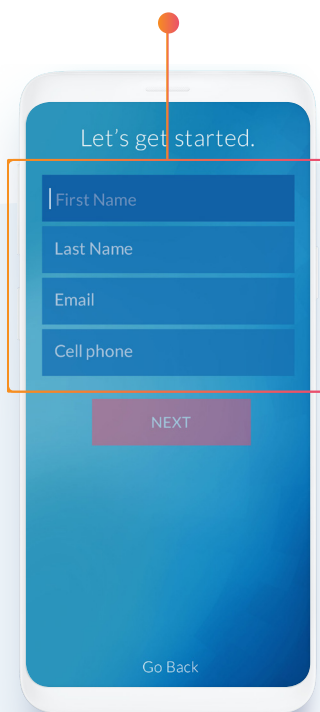 Let's get started.
First Name
Last Name
Email
Cell phone
NEXT
Go Back